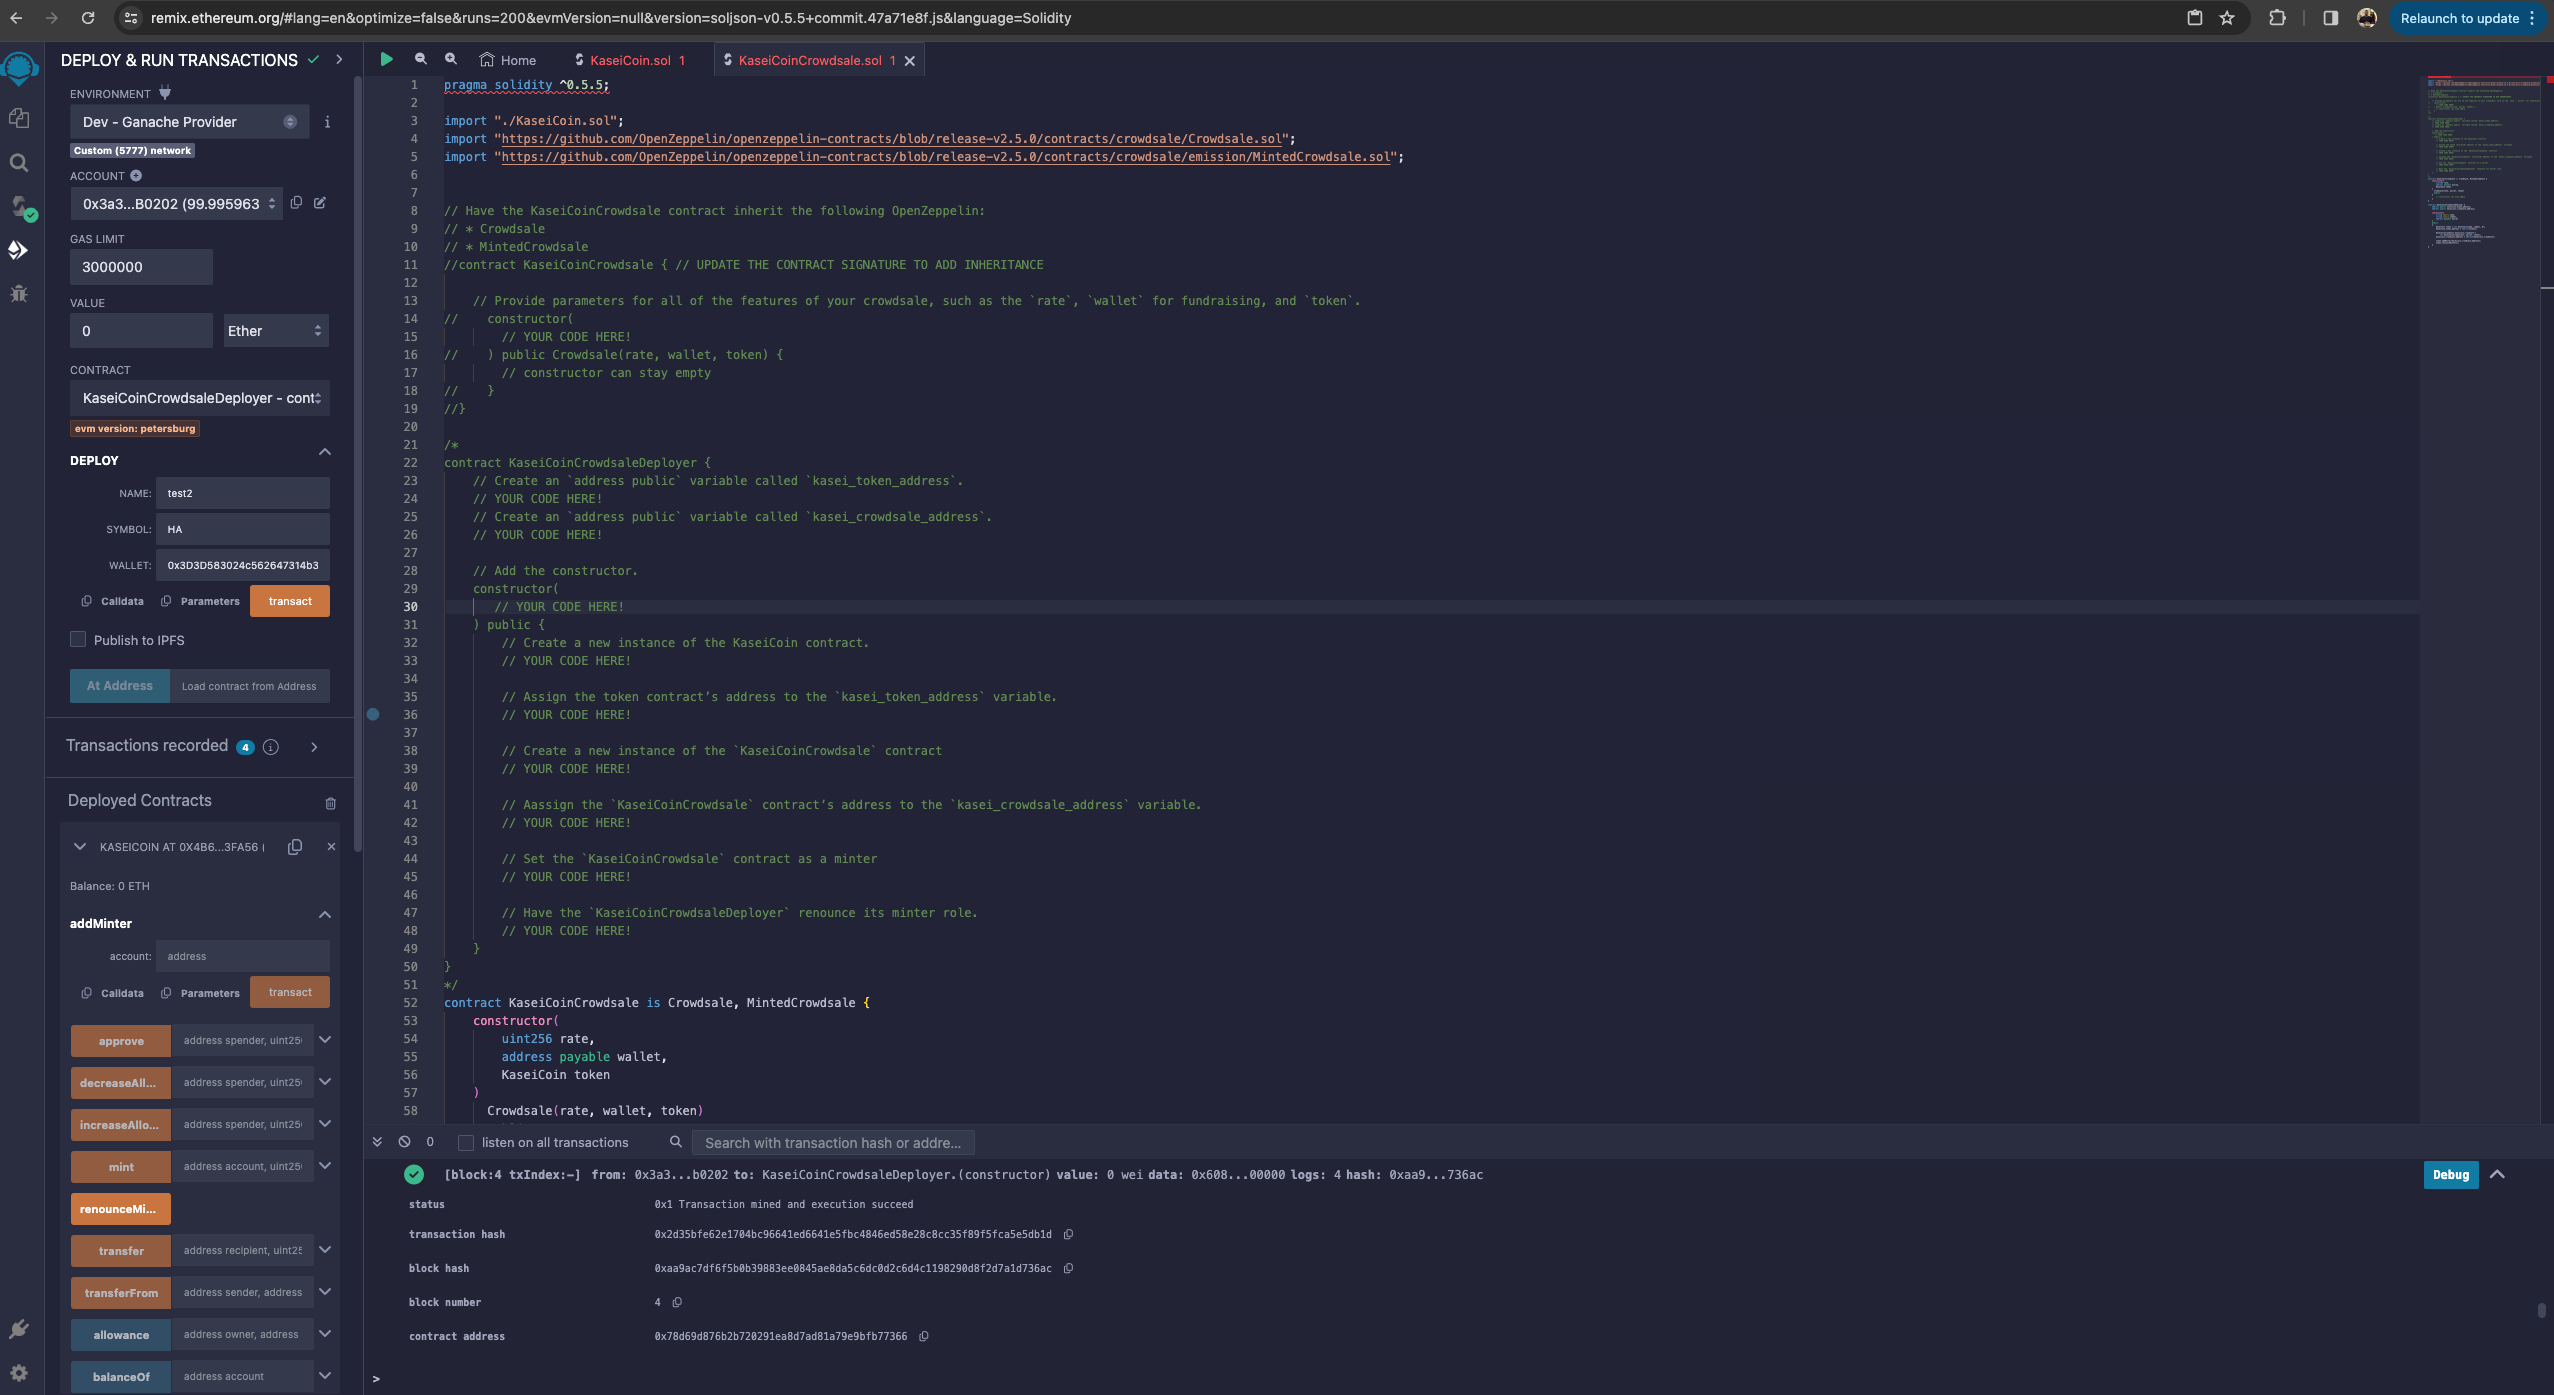 remix.ethereum.org/#lang=en&optimize=false&runs=200&evmVersion=null&version=soljson-v0.5.5+commit.47a71e8f.js&language=Solidity
Relaunch to update
DEPLOY & RUN TRANSACTIONS
ENVIRONMENT
Dev - Ganache Provider
Custom (5777) network
ACCOUNT
0x3a3...B0202 (99.995963
GAS LIMIT
3000000
VALUE
0
Ether
CONTRACT
KaseiCoinCrowdsaleDeployer - cont
evm version: petersburg
DEPLOY
NAME: test2
SYMBOL: HA
WALLET: 0x3D3D583024c562647314b3
Calldata Parameters transact
Publish to IPFS
At Address Load contract from Address
Transactions recorded 4
Deployed Contracts
KASEICOIN AT 0X4B6...3FA56 (
Balance: 0 ETH
addMinter
account: address
Calldata Parameters transact
approve address spender, uint25
decreaseAll... address spender, uint25
increaseAllo... address spender, uint25
mint address account, uint25
renounceMi...
transfer address recipient, uint25
transferFrom address sender, address
allowance address owner, address
balanceOf address account
Home KaseiCoin.sol 1 KaseiCoinCrowdsale.sol 1
1 pragma solidity ^0.5.5;
2
3 import "./KaseiCoin.sol";
4 import "https://github.com/OpenZeppelin/openzeppelin-contracts/blob/release-v2.5.0/contracts/crowdsale/Crowdsale.sol";
5 import "https://github.com/OpenZeppelin/openzeppelin-contracts/blob/release-v2.5.0/contracts/crowdsale/emission/MintedCrowdsale.sol";
6
7
8 // Have the KaseiCoinCrowdsale contract inherit the following OpenZeppelin:
9 // * Crowdsale
10 // * MintedCrowdsale
11 //contract KaseiCoinCrowdsale { // UPDATE THE CONTRACT SIGNATURE TO ADD INHERITANCE
12
13 // Provide parameters for all of the features of your crowdsale, such as the `rate`, `wallet` for fundraising, and `token`.
14 // constructor(
15 // YOUR CODE HERE!
16 // ) public Crowdsale(rate, wallet, token) {
17 // constructor can stay empty
18 // }
19 //}
20
21 /*
22 contract KaseiCoinCrowdsaleDeployer {
23 // Create an `address public` variable called `kasei_token_address`.
24 // YOUR CODE HERE!
25 // Create an `address public` variable called `kasei_crowdsale_address`.
26 // YOUR CODE HERE!
27
28 // Add the constructor.
29 constructor(
30 // YOUR CODE HERE!
31 ) public {
32 // Create a new instance of the KaseiCoin contract.
33 // YOUR CODE HERE!
34
35 // Assign the token contract’s address to the `kasei_token_address` variable.
36 // YOUR CODE HERE!
37
38 // Create a new instance of the `KaseiCoinCrowdsale` contract
39 // YOUR CODE HERE!
40
41 // Aassign the `KaseiCoinCrowdsale` contract’s address to the `kasei_crowdsale_address` variable.
42 // YOUR CODE HERE!
43
44 // Set the `KaseiCoinCrowdsale` contract as a minter
45 // YOUR CODE HERE!
46
47 // Have the `KaseiCoinCrowdsaleDeployer` renounce its minter role.
48 // YOUR CODE HERE!
49 }
50 }
51 */
52 contract KaseiCoinCrowdsale is Crowdsale, MintedCrowdsale {
53 constructor(
54 uint256 rate,
55 address payable wallet,
56 KaseiCoin token
57 )
58 Crowdsale(rate, wallet, token)
0 listen on all transactions Search with transaction hash or addre...
[block:4 txIndex:-] from: 0x3a3...b0202 to: KaseiCoinCrowdsaleDeployer.(constructor) value: 0 wei data: 0x608...00000 logs: 4 hash: 0xaa9...736ac
Debug
status 0x1 Transaction mined and execution succeed
transaction hash 0x2d35bfe62e1704bc96641ed6641e5fbc4846ed58e28c8cc35f89f5fca5e5db1d
block hash 0xaa9ac7df6f5b0b39883ee0845ae8da5c6dc0d2c6d4c1198290d8f2d7a1d736ac
block number 4
contract address 0x78d69d876b2b720291ea8d7ad81a79e9bfb77366
>